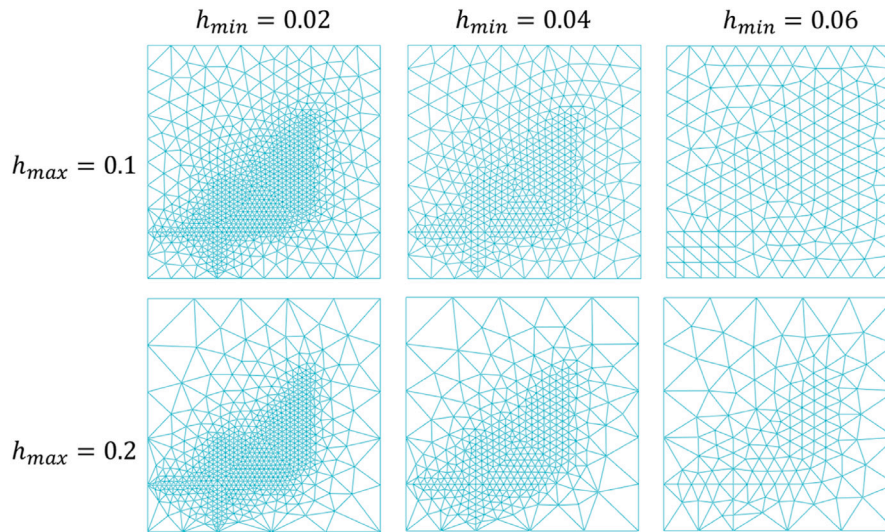 h_min = 0.02 h_min = 0.04 h_min = 0.06
h_max = 0.1
h_max = 0.2